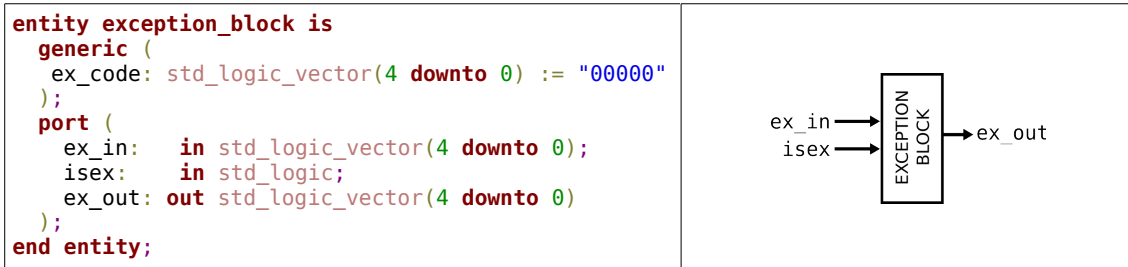 entity exception_block is
generic (
ex_code: std_logic_vector(4 downto 0) := "00000"
);
port (
ex_in: in std_logic_vector(4 downto 0);
isex: in std_logic;
ex_out: out std_logic_vector(4 downto 0)
);
end entity;
ex_in
isex
EXCEPTION
BLOCK
ex_out